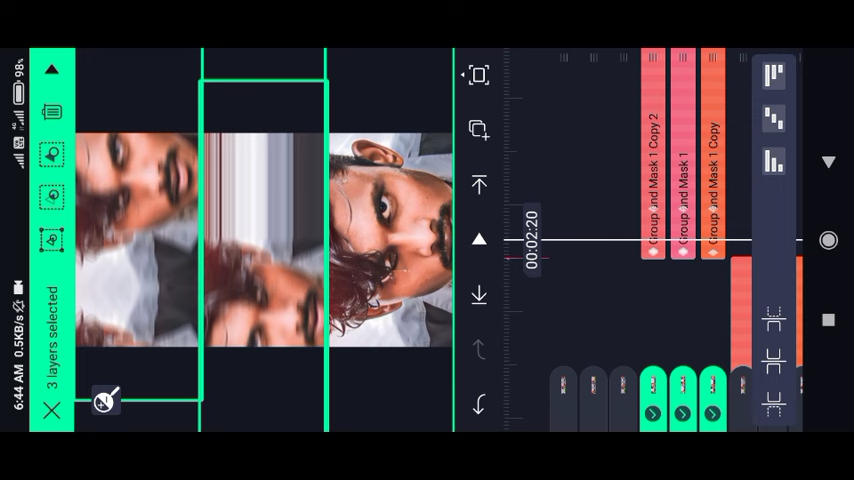 6:44 AM 0.5KB/s
98%
3 layers selected
00:02:20
Group and Mask 1 Copy 2
Group and Mask 1
Group and Mask 1 Copy